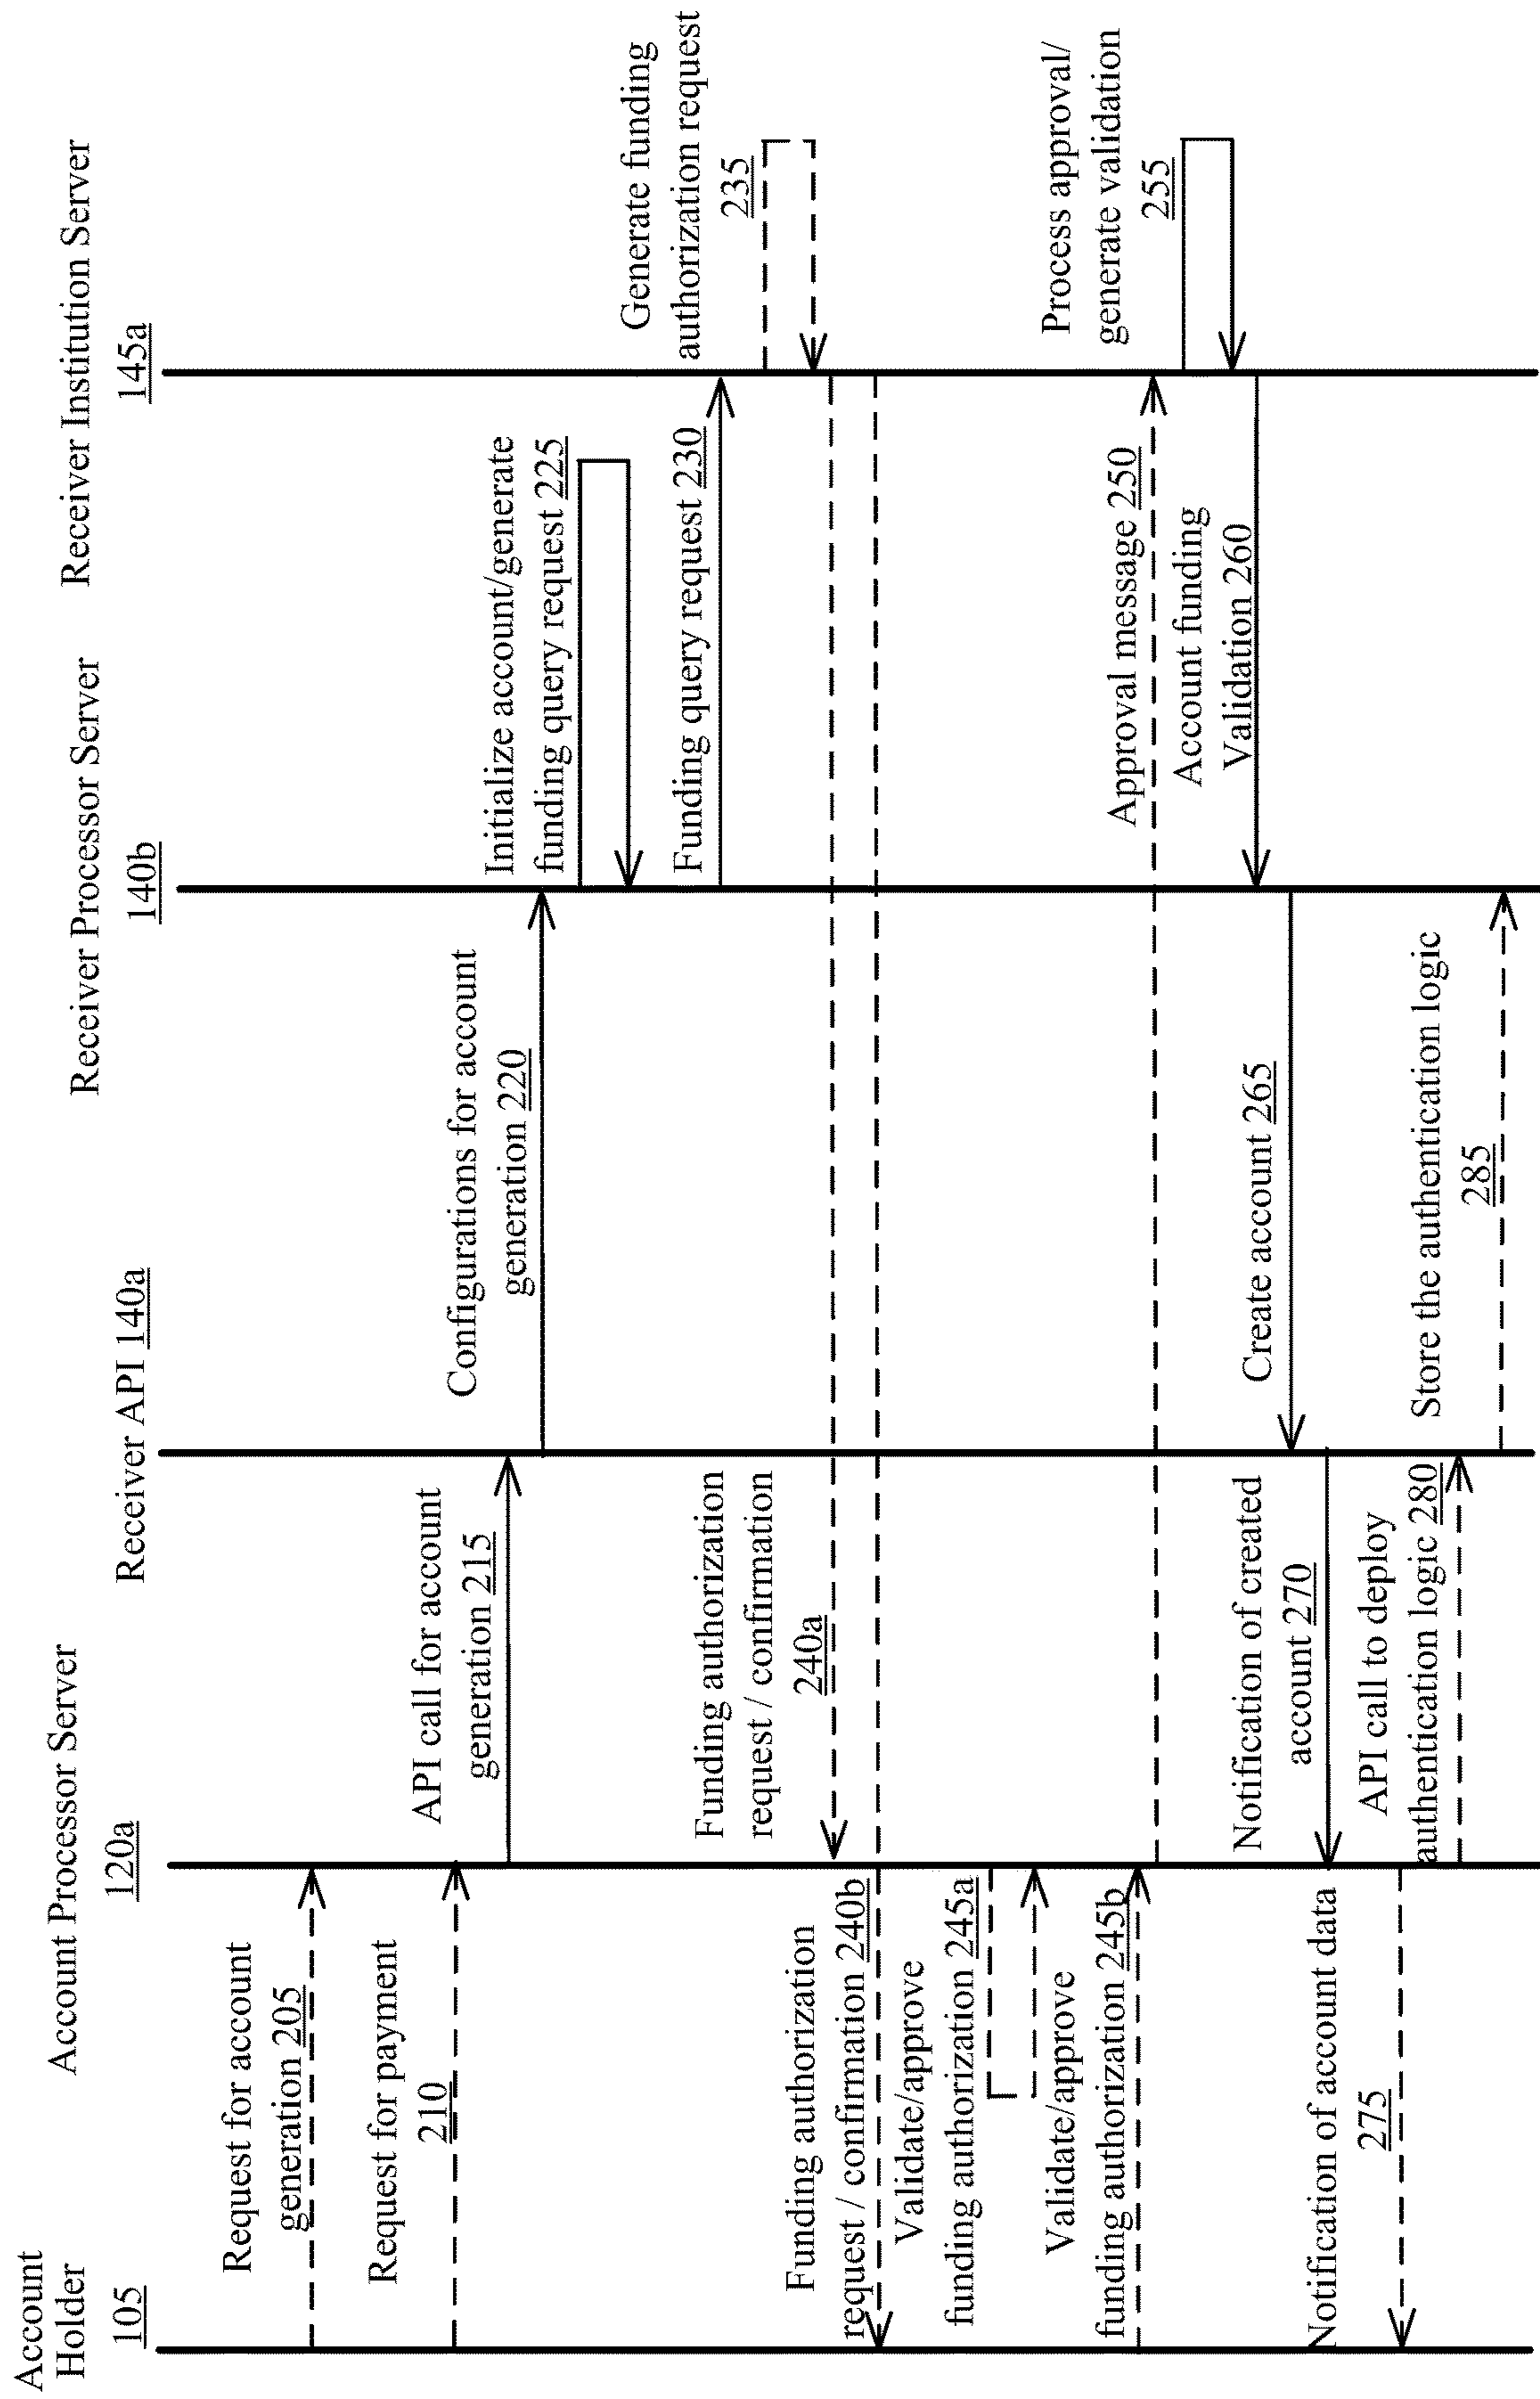 Account
Holder
105
Account Processor Server
120a
Receiver API 140a
Receiver Processor Server
140b
Receiver Institution Server
145a
Request for account
generation 205
Request for payment
210
API call for account
generation 215
Configurations for account
generation 220
Initialize account/generate
funding query request 225
Funding query request 230
Generate funding
authorization request
235
Funding authorization
request / confirmation
240a
Funding authorization
request / confirmation 240b
Validate/approve
funding authorization 245a
Validate/approve
funding authorization 245b
Approval message 250
Process approval/
generate validation
255
Account funding
Validation 260
Create account 265
Notification of created
account 270
Notification of account data
275
API call to deploy
authentication logic 280
Store the authentication logic
285